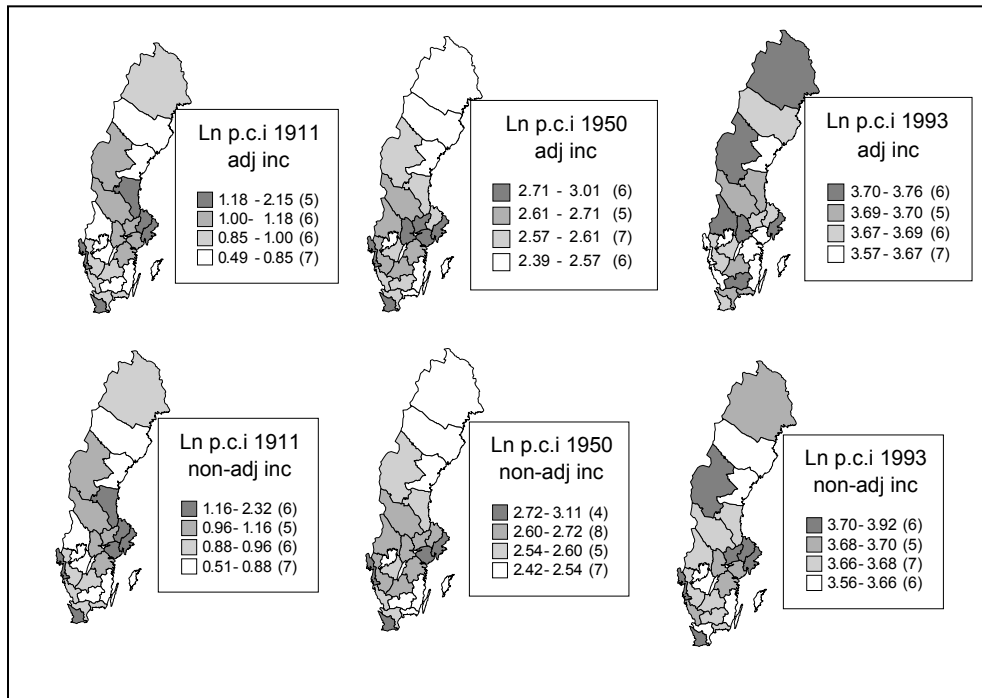 Ln p.c.i 1911
adj inc
1.18 - 2.15 (5)
1.00- 1.18 (6)
0.85 - 1.00 (6)
0.49 - 0.85 (7)
Ln p.c.i 1950
adj inc
2.71 - 3.01 (6)
2.61 - 2.71 (5)
2.57 - 2.61 (7)
2.39 - 2.57 (6)
Ln p.c.i 1993
adj inc
3.70 - 3.76 (6)
3.69 - 3.70 (5)
3.67 - 3.69 (6)
3.57 - 3.67 (7)
Ln p.c.i 1911
non-adj inc
1.16- 2.32 (6)
0.96- 1.16 (5)
0.88- 0.96 (6)
0.51- 0.88 (7)
Ln p.c.i 1950
non-adj inc
2.72- 3.11 (4)
2.60- 2.72 (8)
2.54- 2.60 (5)
2.42- 2.54 (7)
Ln p.c.i 1993
non-adj inc
3.70 - 3.92 (6)
3.68 - 3.70 (5)
3.66 - 3.68 (7)
3.56 - 3.66 (6)